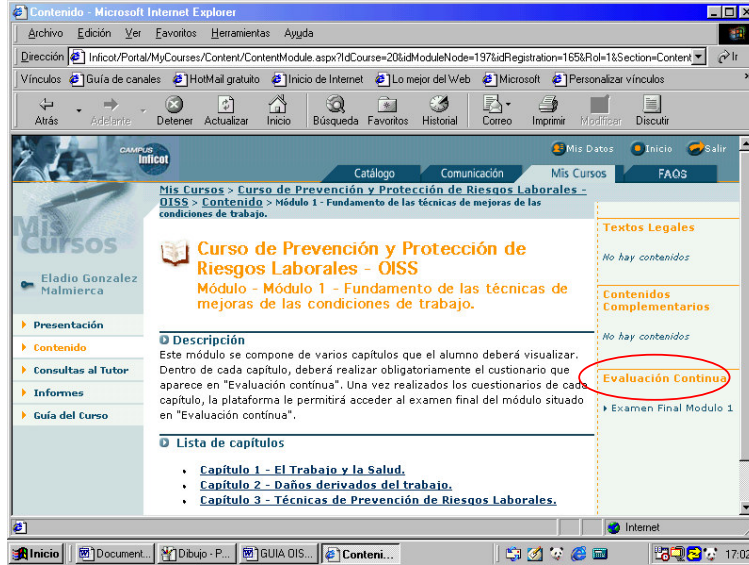 Contenido - Microsoft Internet Explorer
Archivo Edición Ver Favoritos Herramientas Ayuda
Dirección Inficot/Portal/MyCourses/Content/ContentModule.aspx?IdCourse=20&idModuleNode=197&idRegistration=165&Rol=1&Section=Content Ir
Vínculos Guía de canales HotMail gratuito Inicio de Internet Lo mejor del Web Microsoft Personalizar vínculos
Atrás Adelante Detener Actualizar Inicio Búsqueda Favoritos Historial Correo Imprimir Modificar Discutir
CAMPUS
Inficot
Mis Datos Inicio Salir
Catálogo Comunicación Mis Cursos FAQS
Mis Cursos
Eladio Gonzalez
Malmierca
Presentación
Contenido
Consultas al Tutor
Informes
Guía del Curso
Mis Cursos > Curso de Prevención y Protección de Riesgos Laborales -
OISS > Contenido > Módulo 1 - Fundamento de las técnicas de mejoras de las
condiciones de trabajo.
Curso de Prevención y Protección de
Riesgos Laborales - OISS
Módulo - Módulo 1 - Fundamento de las técnicas de
mejoras de las condiciones de trabajo.
Descripción
Este módulo se compone de varios capítulos que el alumno deberá visualizar.
Dentro de cada capítulo, deberá realizar obligatoriamente el custionario que
aparece en "Evaluación contínua". Una vez realizados los cuestionarios de cada
capítulo, la plataforma le permitirá acceder al examen final del módulo situado
en "Evaluación contínua".
Lista de capítulos
Capítulo 1 - El Trabajo y la Salud.
Capítulo 2 - Daños derivados del trabajo.
Capítulo 3 - Técnicas de Prevención de Riesgos Laborales.
Textos Legales
No hay contenidos
Contenidos
Complementarios
No hay contenidos
Evaluación Continua
Examen Final Modulo 1
Internet
Inicio Document... Dibujo - P... GUIA OIS... Conteni... 17:02